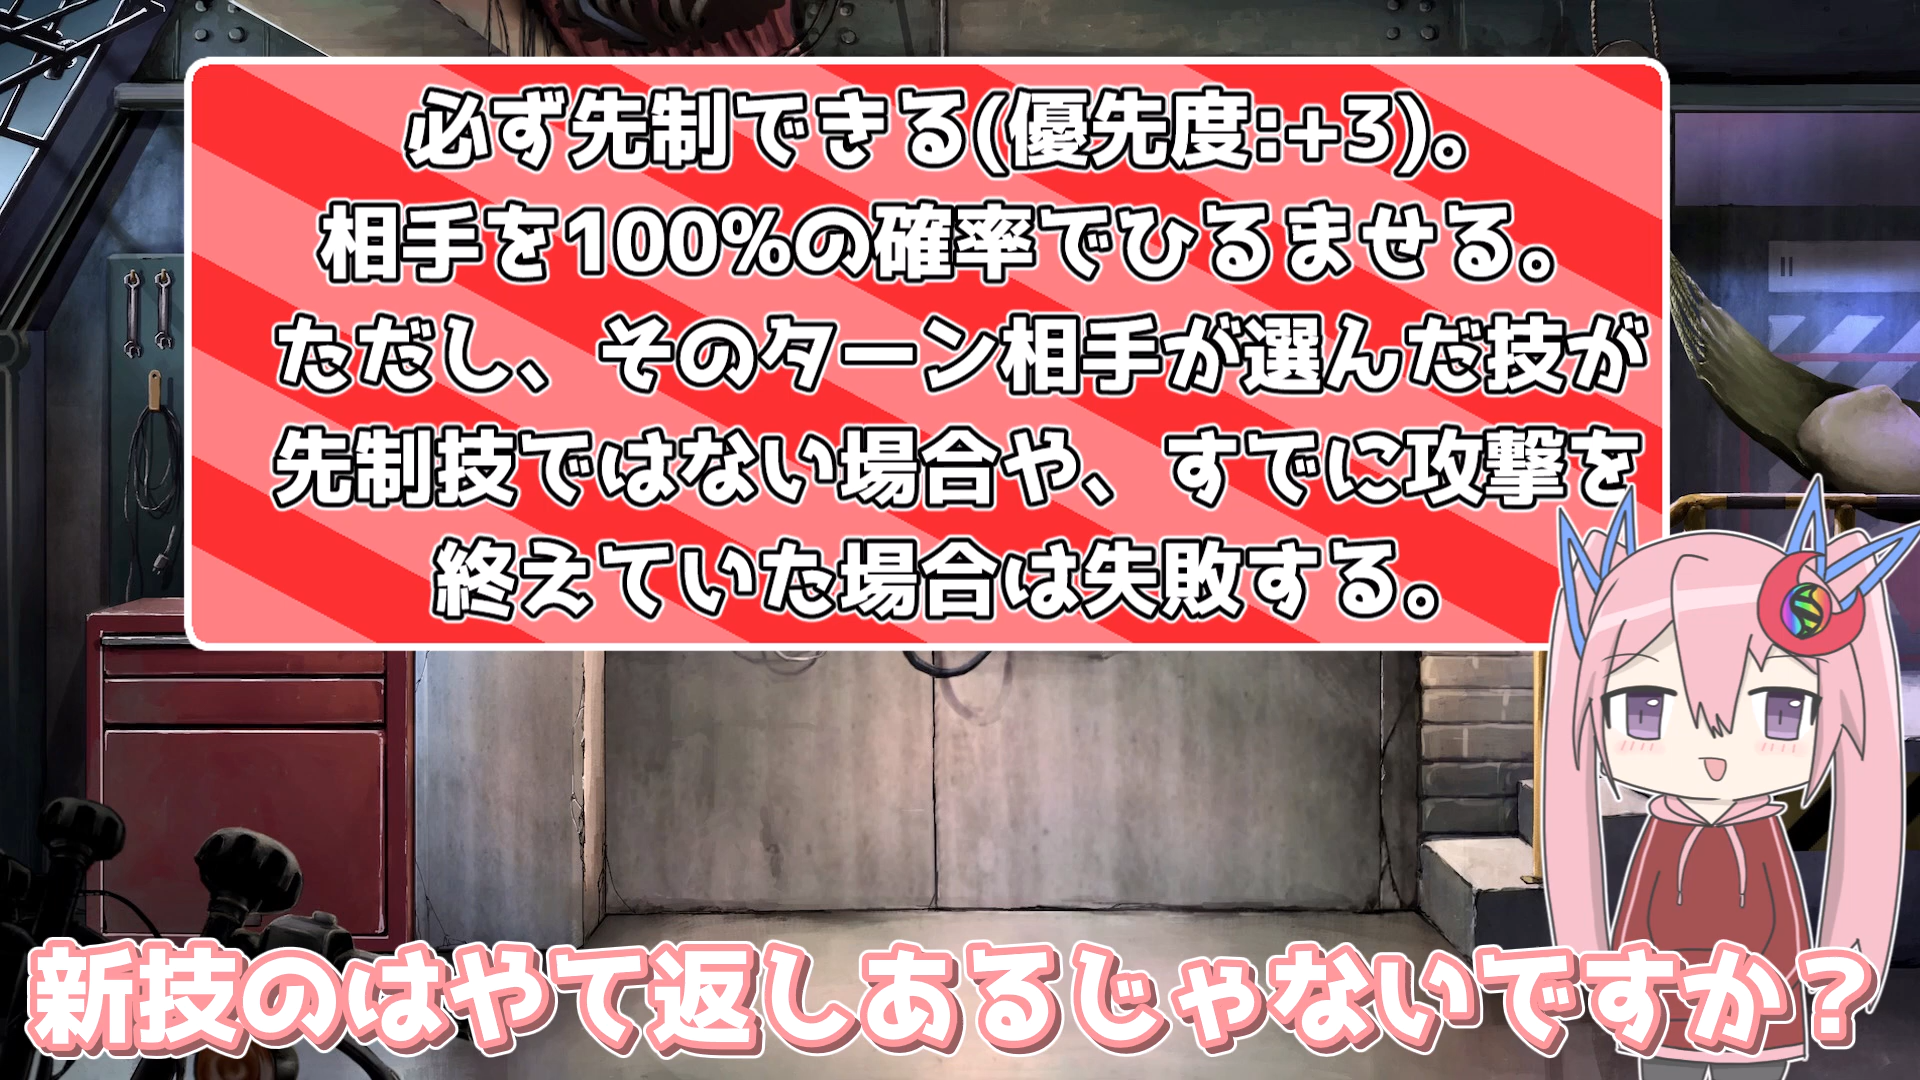 必ず先制できる(優先度:+3)。
相手を100%の確率でひるませる。
ただし、そのターン相手が選んだ技が
先制技ではない場合や、すでに攻撃を
終えていた場合は失敗する。
新技のはやて返しあるじゃないですか？